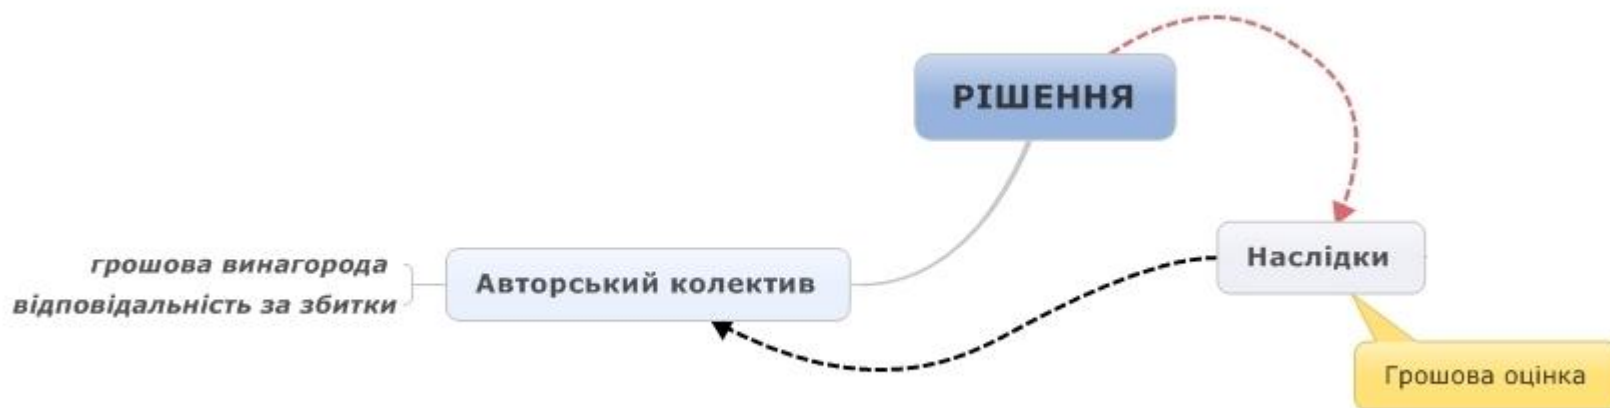 РІШЕННЯ
Наслідки
Грошова оцінка
Авторський колектив
грошова винагорода
відповідальність за збитки